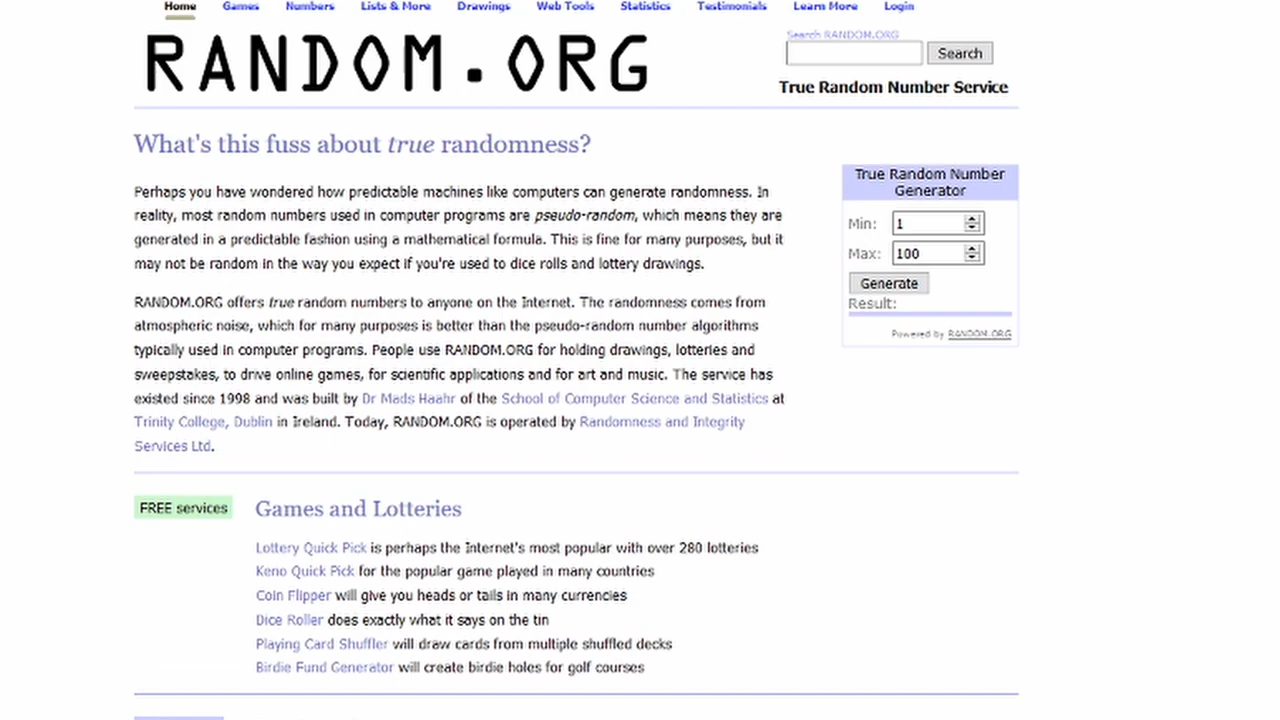 Home Games Numbers Lists & More Drawings Web Tools Statistics Testimonials Learn More Login
RANDOM.ORG
Search RANDOM.ORG
Search
True Random Number Service
What's this fuss about true randomness?
Perhaps you have wondered how predictable machines like computers can generate randomness. In
reality, most random numbers used in computer programs are pseudo-random, which means they are
generated in a predictable fashion using a mathematical formula. This is fine for many purposes, but it
may not be random in the way you expect if you're used to dice rolls and lottery drawings.
RANDOM.ORG offers true random numbers to anyone on the Internet. The randomness comes from
atmospheric noise, which for many purposes is better than the pseudo-random number algorithms
typically used in computer programs. People use RANDOM.ORG for holding drawings, lotteries and
sweepstakes, to drive online games, for scientific applications and for art and music. The service has
existed since 1998 and was built by Dr Mads Haahr of the School of Computer Science and Statistics at
Trinity College, Dublin in Ireland. Today, RANDOM.ORG is operated by Randomness and Integrity
Services Ltd.
True Random Number
Generator
Min: 1
Max: 100
Generate
Result:
Powered by RANDOM.ORG
FREE services
Games and Lotteries
Lottery Quick Pick is perhaps the Internet's most popular with over 280 lotteries
Keno Quick Pick for the popular game played in many countries
Coin Flipper will give you heads or tails in many currencies
Dice Roller does exactly what it says on the tin
Playing Card Shuffler will draw cards from multiple shuffled decks
Birdie Fund Generator will create birdie holes for golf courses